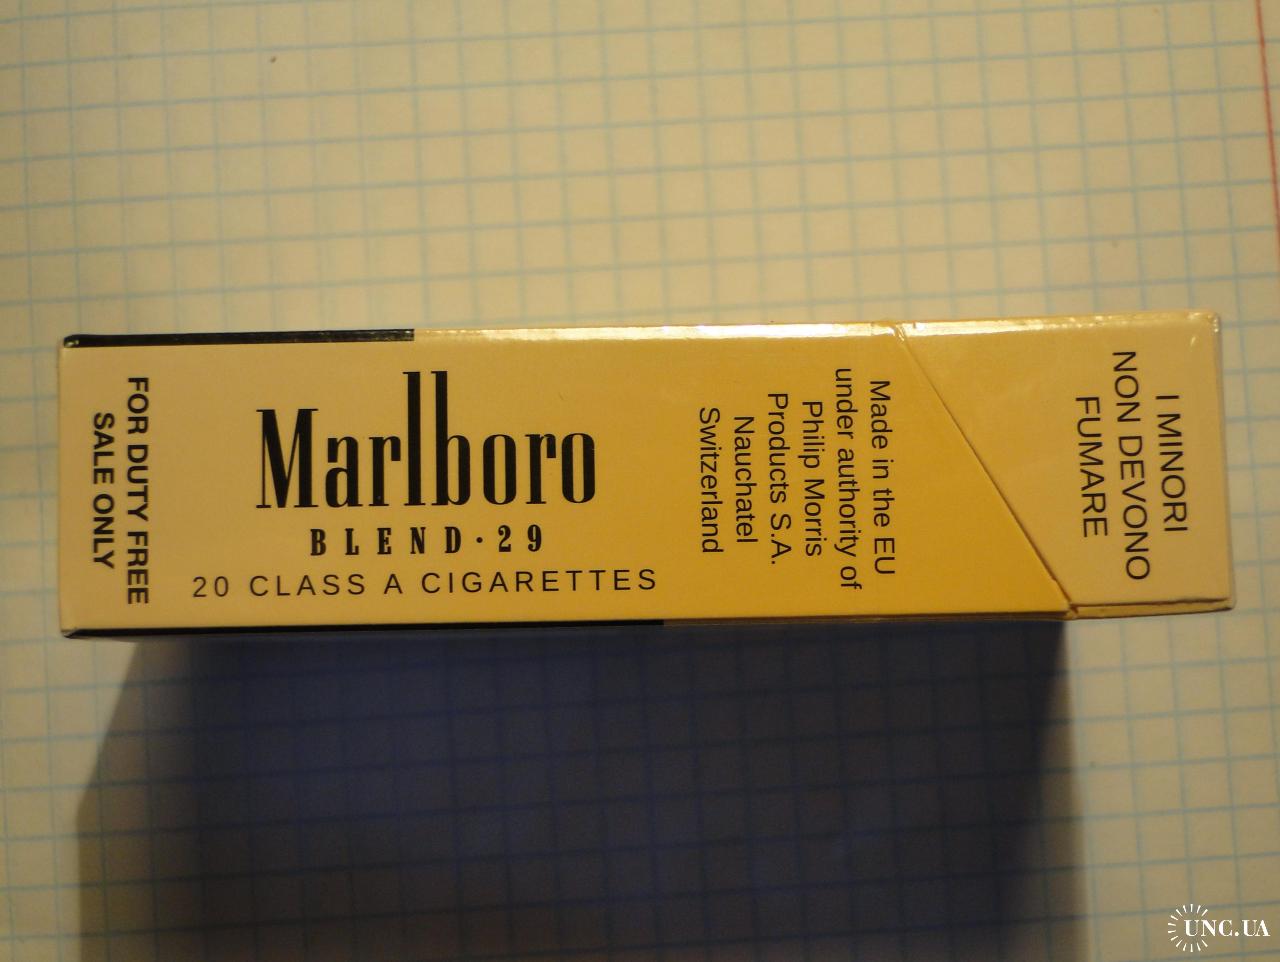 FOR DUTY FREE
SALE ONLY
Marlboro
BLEND·29
20 CLASS A CIGARETTES
Made in the EU
under authority of
Philip Morris
Products S.A.
Nauchatel
Switzerland
I MINORI
NON DEVONO
FUMARE
UNC.UA